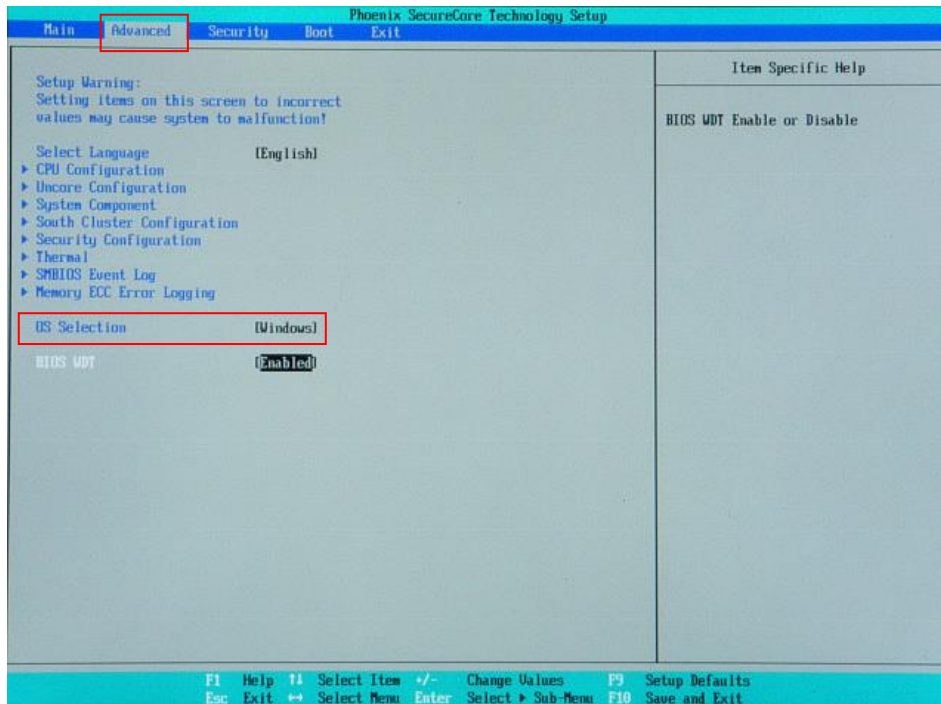 Phoenix SecureCore Technology Setup
Main Advanced Security Boot Exit
Item Specific Help
Setup Warning:
Setting items on this screen to incorrect
values may cause system to malfunction!
BIOS WDT Enable or Disable
Select Language [English]
CPU Configuration
Uncore Configuration
System Component
South Cluster Configuration
Security Configuration
Thermal
SMBIOS Event Log
Memory ECC Error Logging
OS Selection [Windows]
BIOS WDT [Enabled]
F1 Help ↑↓ Select Item +/- Change Values F9 Setup Defaults
Esc Exit ↔ Select Menu Enter Select ▶ Sub-Menu F10 Save and Exit